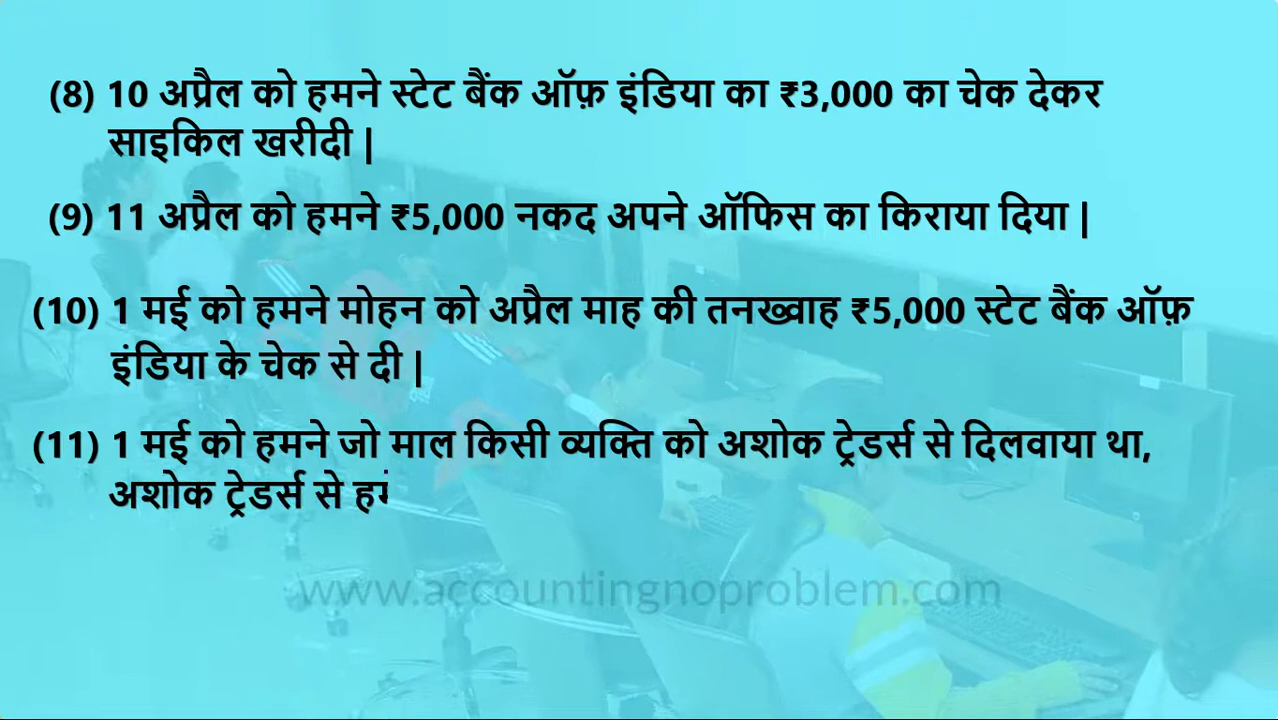 (8) 10 अप्रैल को हमने स्टेट बैंक ऑफ़ इंडिया का ₹3,000 का चेक देकर
साइकिल खरीदी |
(9) 11 अप्रैल को हमने ₹5,000 नकद अपने ऑफिस का किराया दिया |
(10) 1 मई को हमने मोहन को अप्रैल माह की तनख्वाह ₹5,000 स्टेट बैंक ऑफ़
इंडिया के चेक से दी |
(11) 1 मई को हमने जो माल किसी व्यक्ति को अशोक ट्रेडर्स से दिलवाया था,
अशोक ट्रेडर्स से
www.accountingnoproblem.com